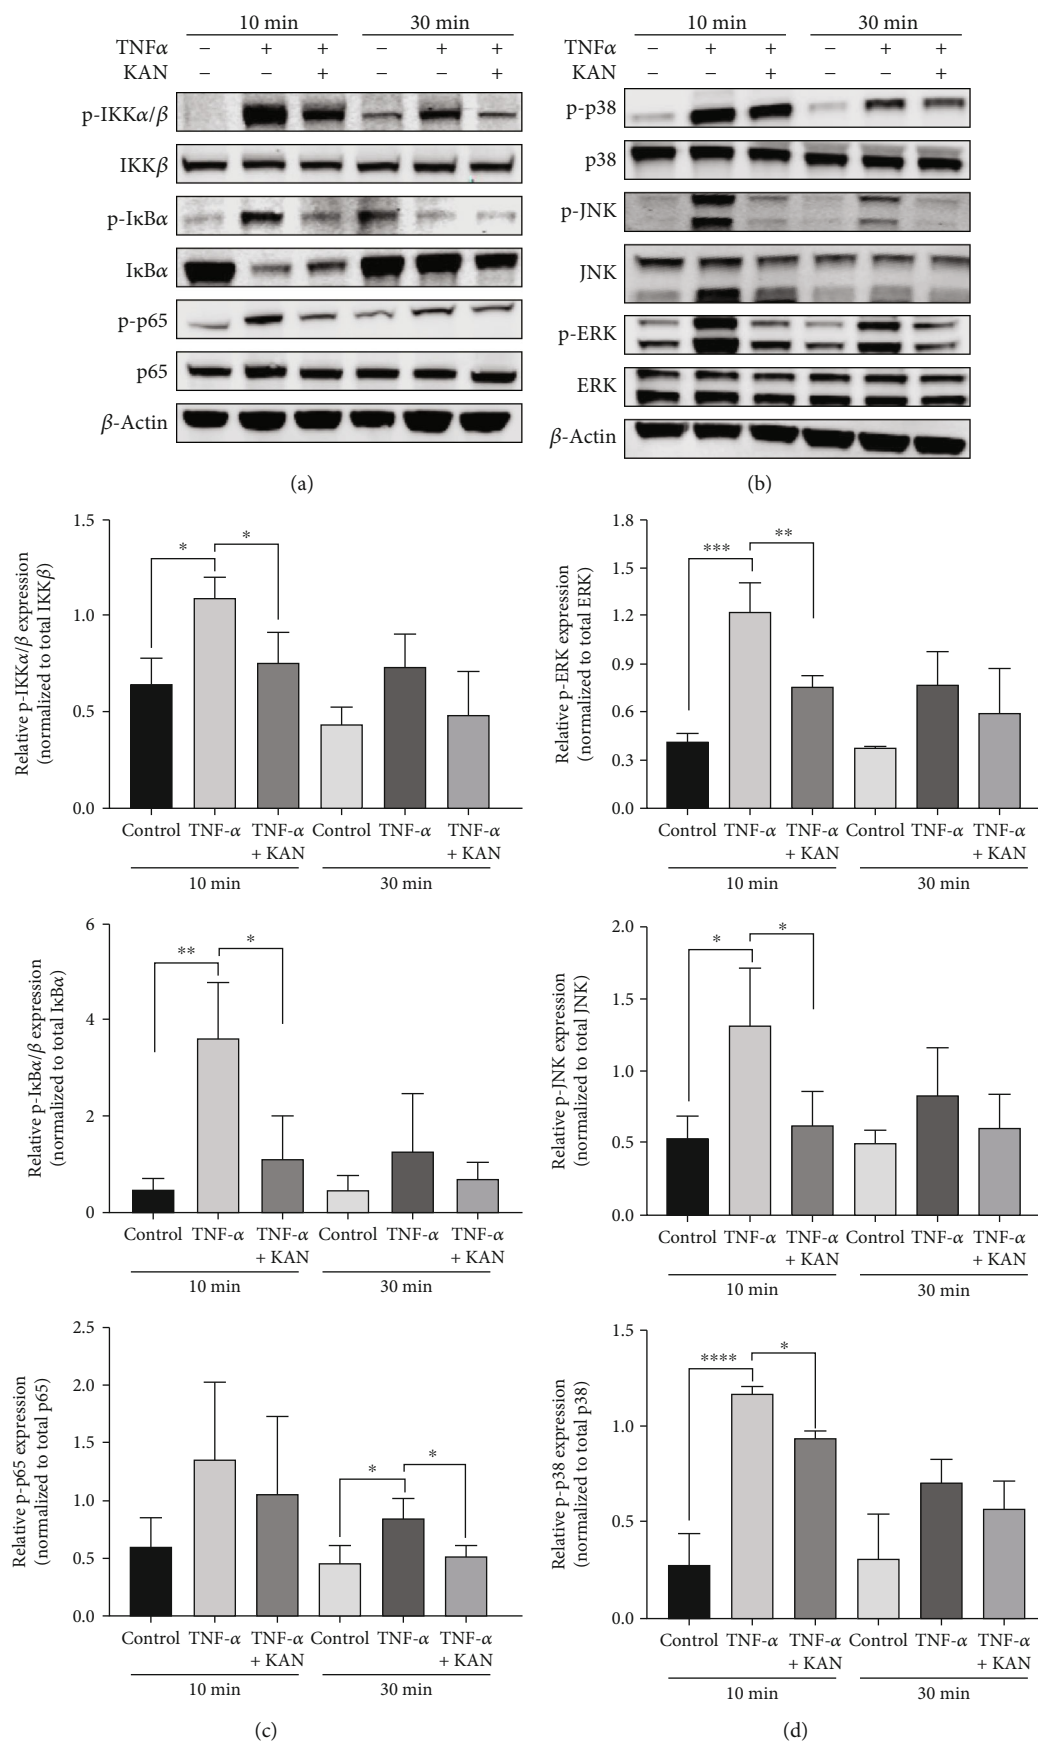 10 min 30 min
TNFα − + + − + +
KAN − − + − − +
p-IKKα/β
IKKβ
p-IκBα
IκBα
p-p65
p65
β-Actin
(a)
10 min 30 min
TNFα − + + − + +
KAN − − + − − +
p-p38
p38
p-JNK
JNK
p-ERK
ERK
β-Actin
(b)
Relative p-IKKα/β expression
(normalized to total IKKβ)
1.5
1.0
0.5
0.0
* *
Control TNF-α TNF-α Control TNF-α TNF-α
+ KAN + KAN
10 min 30 min
Relative p-ERK expression
(normalized to total ERK)
1.8
1.5
1.2
0.9
0.6
0.3
0.0
*** **
Control TNF-α TNF-α Control TNF-α TNF-α
+ KAN + KAN
10 min 30 min
Relative p-IκBα/β expression
(normalized to total IκBα)
6
4
2
0
** *
Control TNF-α TNF-α Control TNF-α TNF-α
+ KAN + KAN
10 min 30 min
Relative p-JNK expression
(normalized to total JNK)
2.0
1.5
1.0
0.5
0.0
* *
Control TNF-α TNF-α Control TNF-α TNF-α
+ KAN + KAN
10 min 30 min
Relative p-p65 expression
(normalized to total p65)
2.5
2.0
1.5
1.0
0.5
0.0
* *
Control TNF-α TNF-α Control TNF-α TNF-α
+ KAN + KAN
10 min 30 min
(c)
Relative p-p38 expression
(normalized to total p38)
1.5
1.0
0.5
0.0
**** *
Control TNF-α TNF-α Control TNF-α TNF-α
+ KAN + KAN
10 min 30 min
(d)